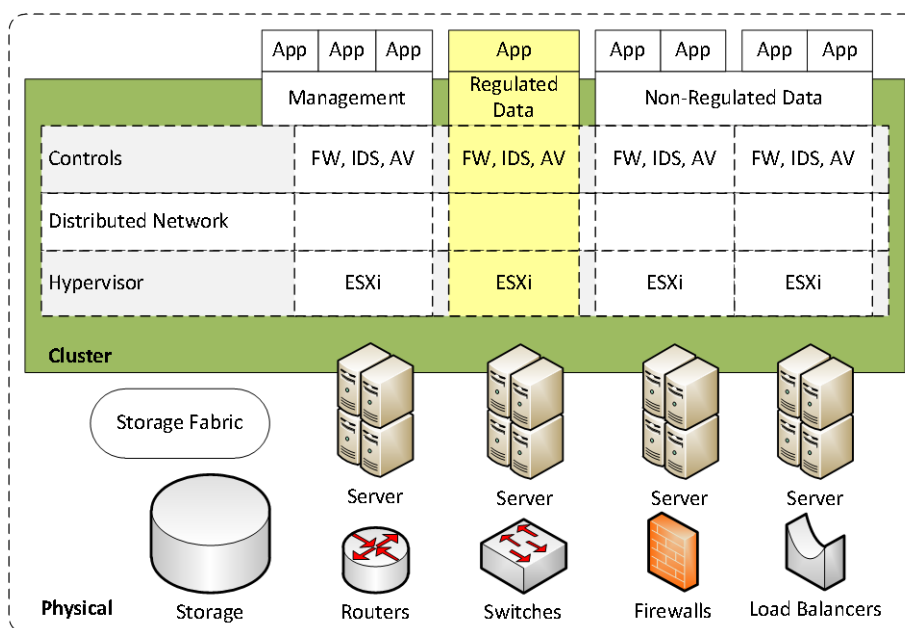 App App App App App App App App
Management
Regulated
Data
Non-Regulated Data
Controls FW, IDS, AV FW, IDS, AV FW, IDS, AV FW, IDS, AV
Distributed Network
Hypervisor ESXi ESXi ESXi ESXi
Cluster
Storage Fabric
Server Server Server Server
Physical
Storage Routers Switches Firewalls Load Balancers